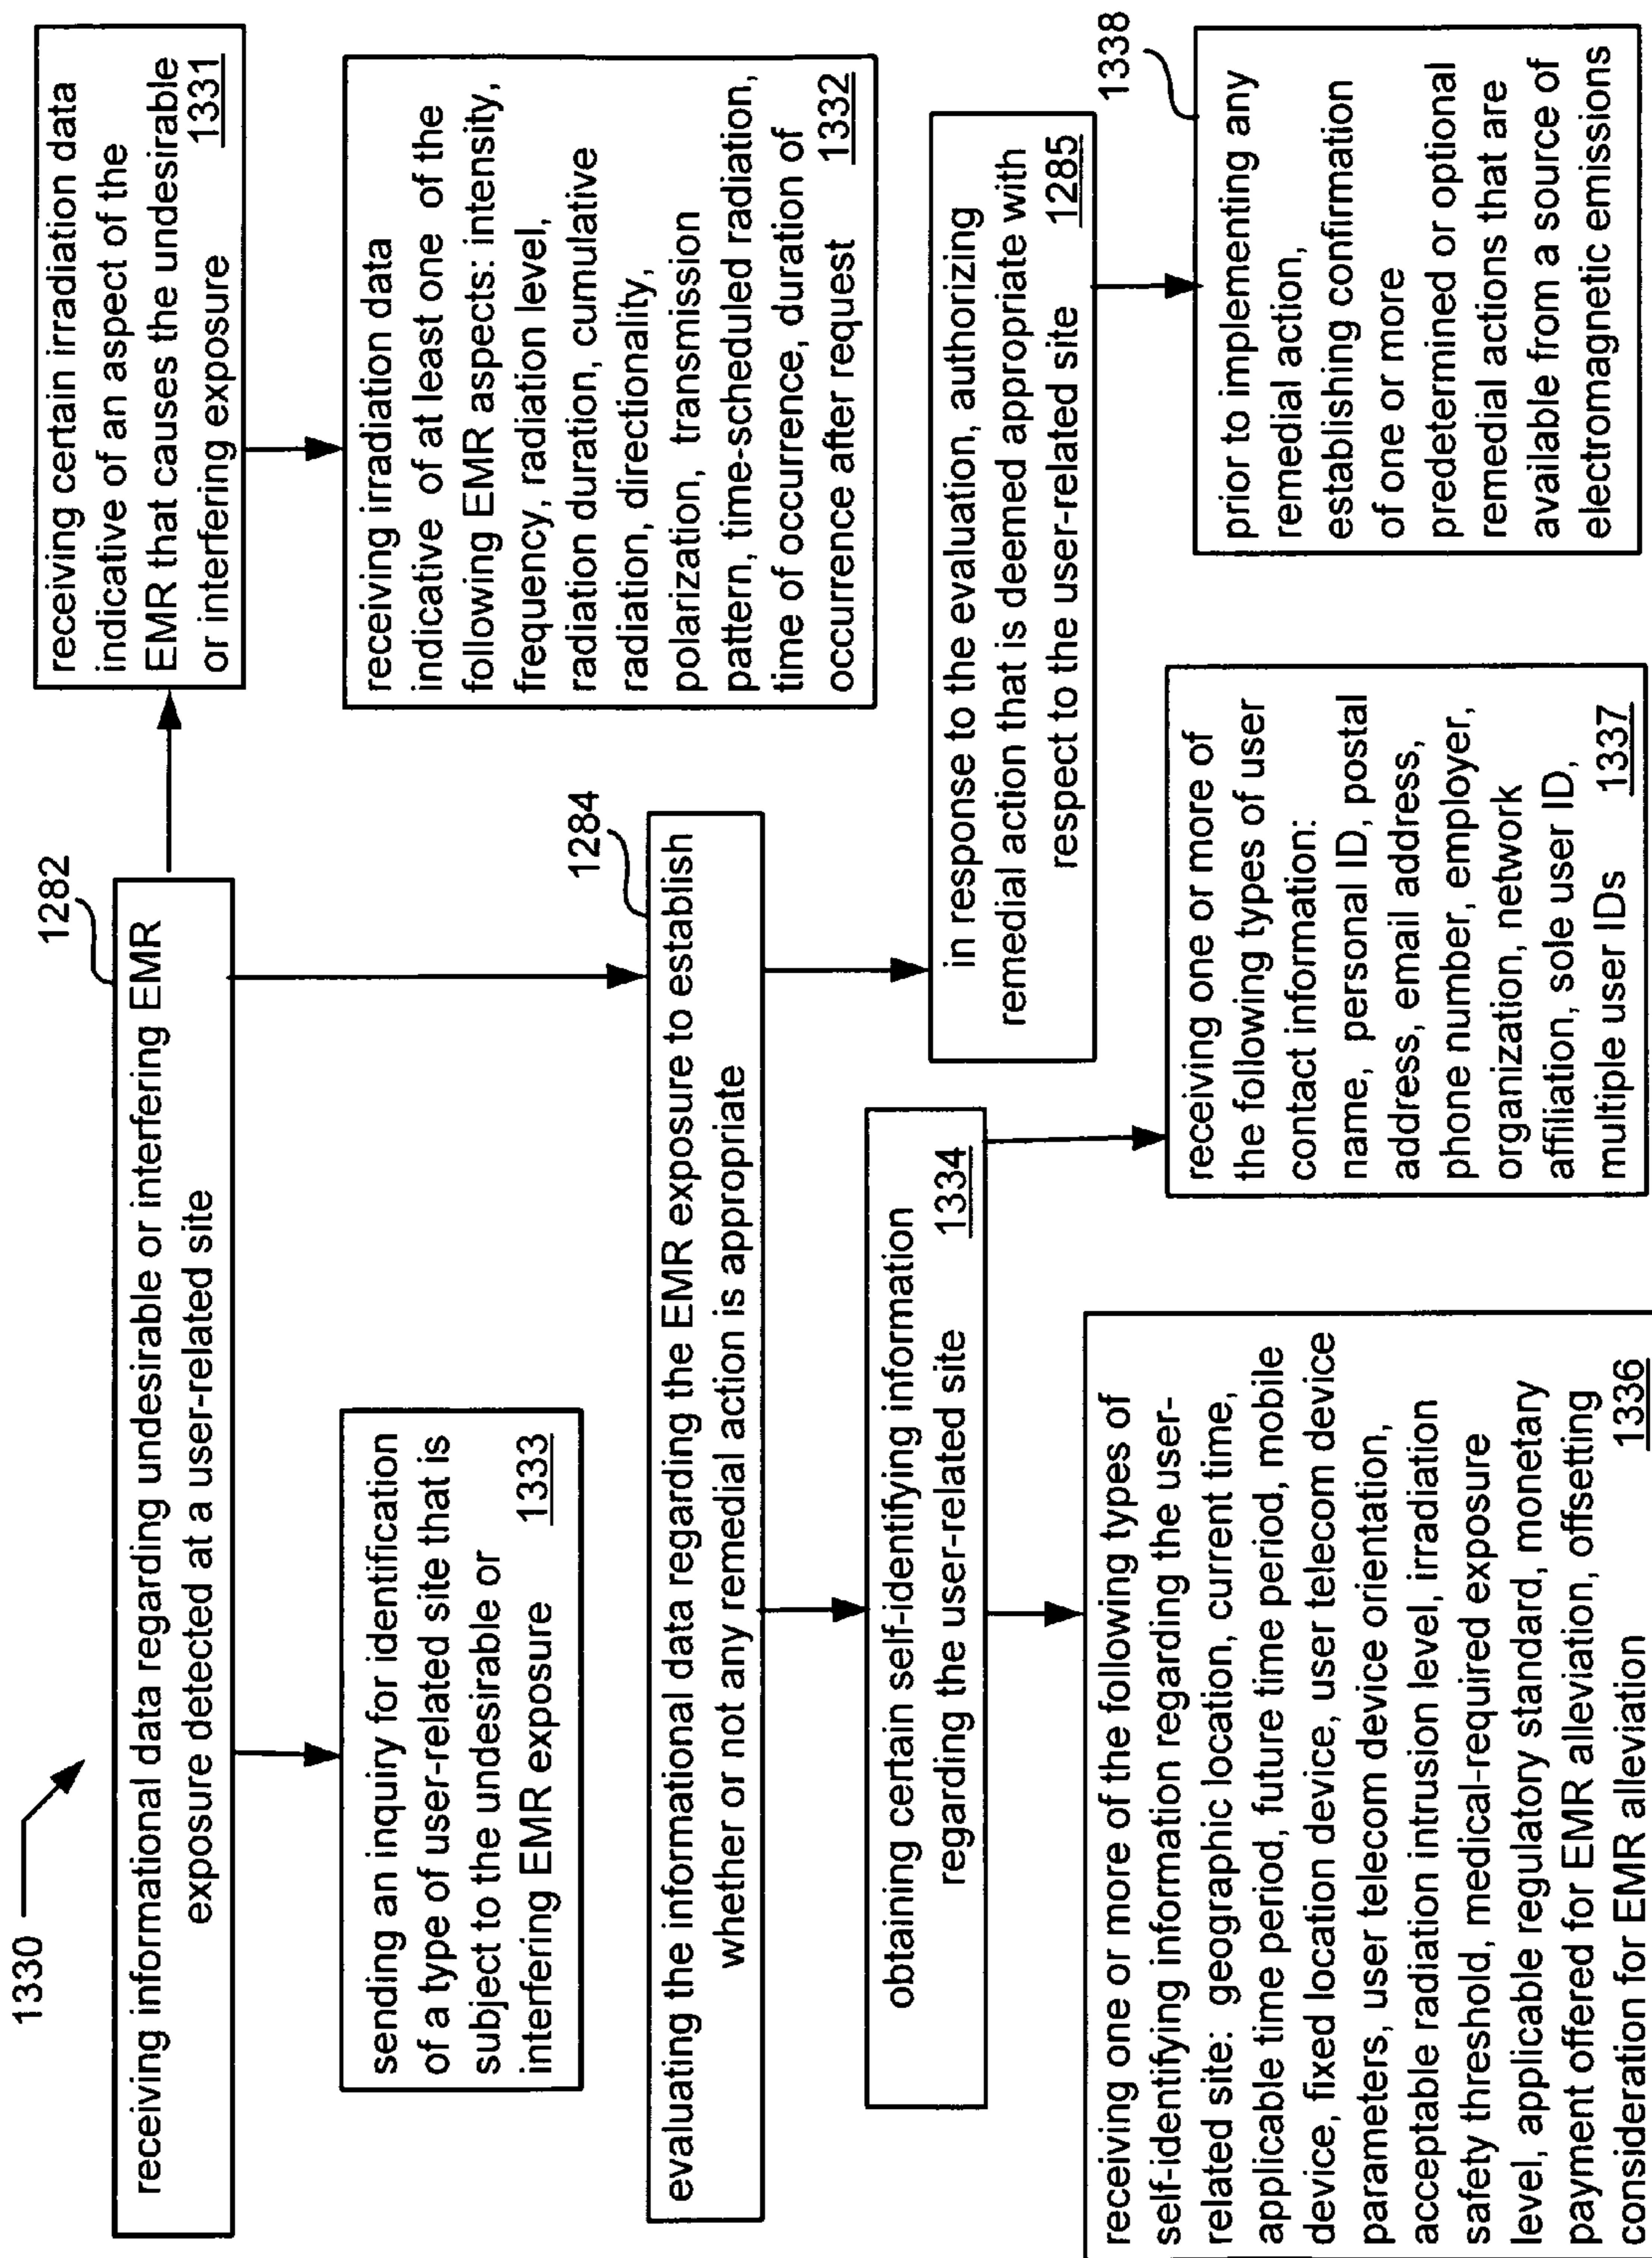 1330
1282
receiving informational data regarding undesirable or interfering EMR
exposure detected at a user-related site
receiving certain irradiation data
indicative of an aspect of the
EMR that causes the undesirable
or interfering exposure 1331
sending an inquiry for identification
of a type of user-related site that is
subject to the undesirable or
interfering EMR exposure 1333
receiving irradiation data
indicative of at least one of the
following EMR aspects: intensity,
frequency, radiation level,
radiation duration, cumulative
radiation, directionality,
polarization, transmission
pattern, time-scheduled radiation,
time of occurrence, duration of
occurrence after request 1332
1284
evaluating the informational data regarding the EMR exposure to establish
whether or not any remedial action is appropriate
obtaining certain self-identifying information
regarding the user-related site 1334
in response to the evaluation, authorizing
remedial action that is deemed appropriate with
respect to the user-related site 1285
receiving one or more of the following types of
self-identifying information regarding the user-
related site: geographic location, current time,
applicable time period, future time period, mobile
device, fixed location device, user telecom device
parameters, user telecom device orientation,
acceptable radiation intrusion level, irradiation
safety threshold, medical-required exposure
level, applicable regulatory standard, monetary
payment offered for EMR alleviation, offsetting
consideration for EMR alleviation 1336
receiving one or more of
the following types of user
contact information:
name, personal ID, postal
address, email address,
phone number, employer,
organization, network
affiliation, sole user ID,
multiple user IDs 1337
1338
prior to implementing any
remedial action,
establishing confirmation
of one or more
predetermined or optional
remedial actions that are
available from a source of
electromagnetic emissions